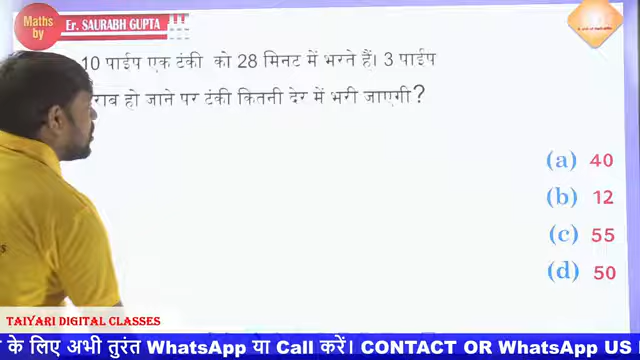 Maths
by
Er. SAURABH GUPTA
10 पाईप एक टंकी को 28 मिनट में भरते हैं। 3 पाईप
हो जाने पर टंकी कितनी देर में भरी जाएगी?
(a) 40
(b) 12
(c) 55
(d) 50
TAIYARI DIGITAL CLASSES
के लिए अभी तुरंत WhatsApp या Call करें। CONTACT OR WhatsApp US